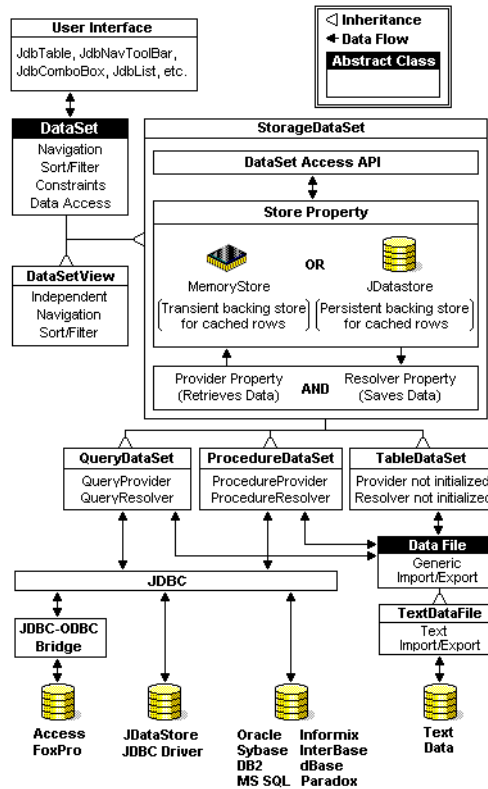 User Interface
JdbTable, JdbNavToolBar,
JdbComboBox, JdbList, etc.
Inheritance
Data Flow
Abstract Class
DataSet
Navigation
Sort/Filter
Constraints
Data Access
DataSetView
Independent
Navigation
Sort/Filter
StorageDataSet
DataSet Access API
Store Property
MemoryStore
OR
JDatastore
(Transient backing store
for cached rows)
(Persistent backing store
for cached rows)
Provider Property
(Retrieves Data)
AND
Resolver Property
(Saves Data)
QueryDataSet
QueryProvider
QueryResolver
ProcedureDataSet
ProcedureProvider
ProcedureResolver
TableDataSet
Provider not initialized
Resolver not initialized
Data File
Generic
Import/Export
JDBC
TextDataFile
Text
Import/Export
JDBC-ODBC
Bridge
Access
FoxPro
JDataStore
JDBC Driver
Oracle
Sybase
DB2
MS SQL
Informix
InterBase
dBase
Paradox
Text
Data